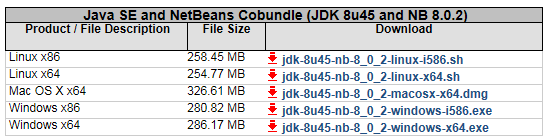 Java SE and NetBeans Cobundle (JDK 8u45 and NB 8.0.2)
Product / File Description File Size Download
Linux x86 258.45 MB jdk-8u45-nb-8_0_2-linux-i586.sh
Linux x64 254.77 MB jdk-8u45-nb-8_0_2-linux-x64.sh
Mac OS X x64 326.61 MB jdk-8u45-nb-8_0_2-macosx-x64.dmg
Windows x86 280.82 MB jdk-8u45-nb-8_0_2-windows-i586.exe
Windows x64 286.17 MB jdk-8u45-nb-8_0_2-windows-x64.exe